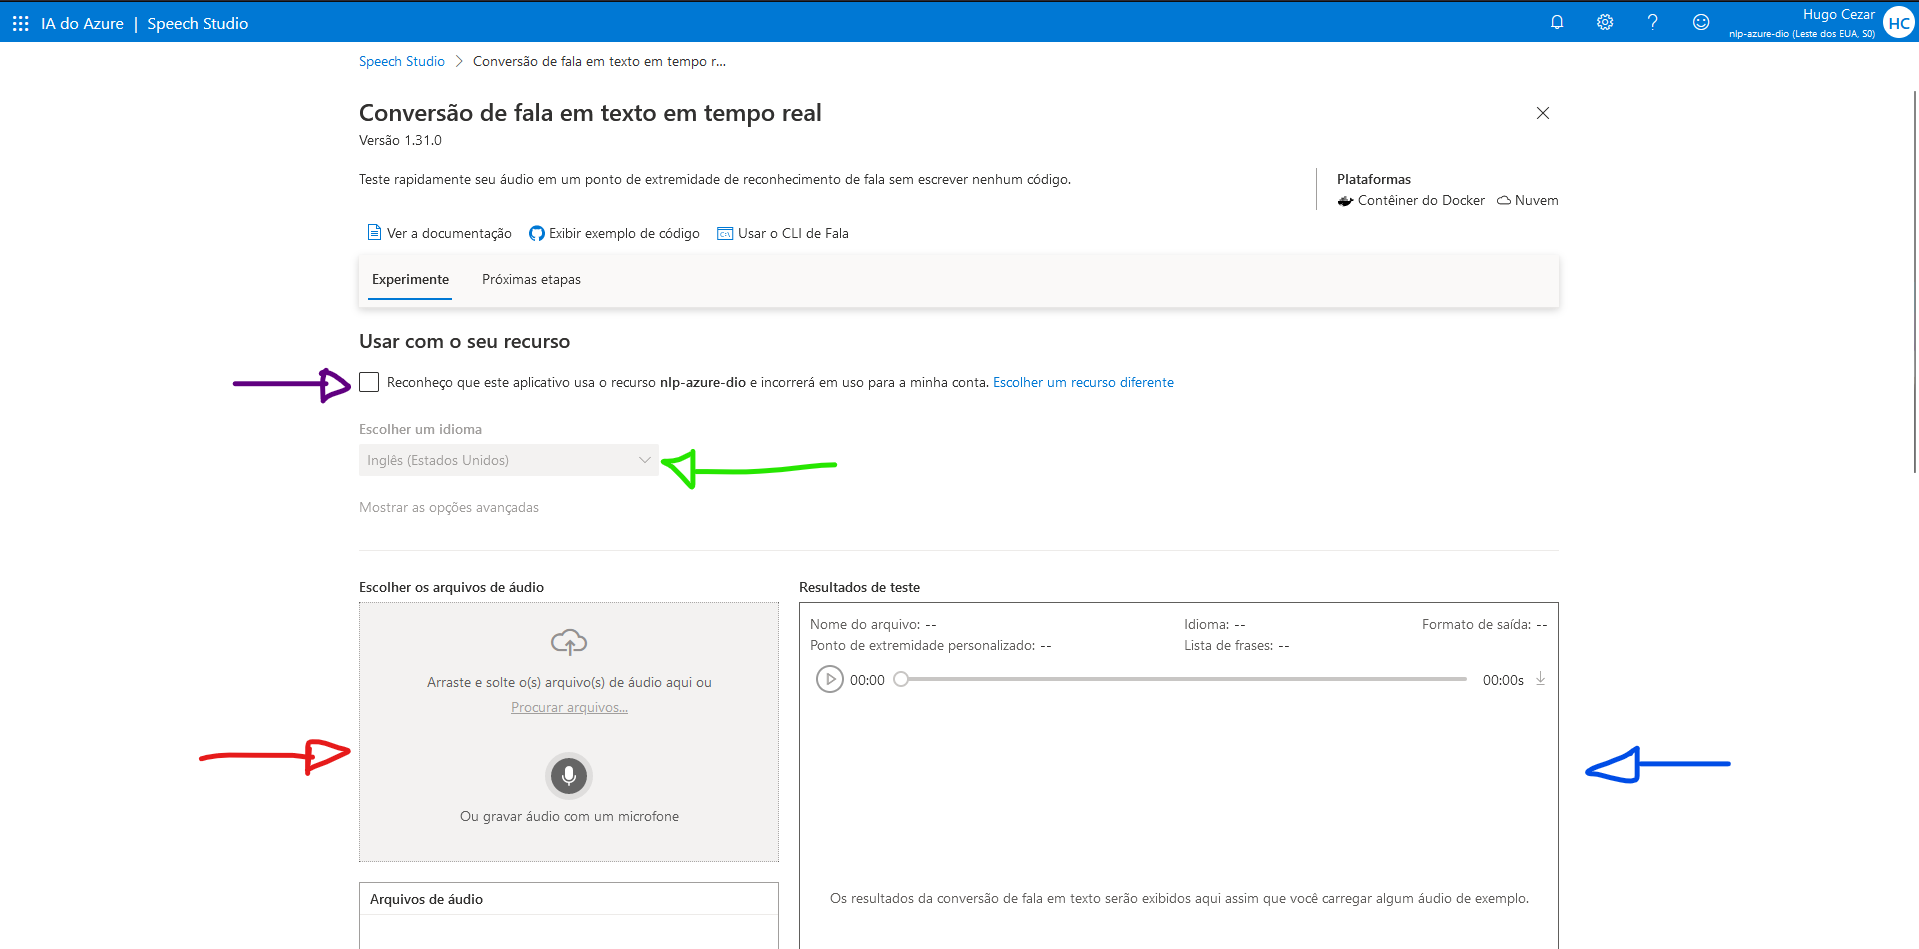 IA do Azure | Speech Studio
Hugo Cezar
nlp-azure-dio (Leste dos EUA, S0)
HC
Speech Studio > Conversão de fala em texto em tempo r...
Conversão de fala em texto em tempo real
Versão 1.31.0
Teste rapidamente seu áudio em um ponto de extremidade de reconhecimento de fala sem escrever nenhum código.
Plataformas
Contêiner do Docker Nuvem
Ver a documentação Exibir exemplo de código Usar o CLI de Fala
Experimente Próximas etapas
Usar com o seu recurso
Reconheço que este aplicativo usa o recurso nlp-azure-dio e incorrerá em uso para a minha conta. Escolher um recurso diferente
Escolher um idioma
Inglês (Estados Unidos)
Mostrar as opções avançadas
Escolher os arquivos de áudio
Arraste e solte o(s) arquivo(s) de áudio aqui ou
Procurar arquivos...
Ou gravar áudio com um microfone
Arquivos de áudio
Resultados de teste
Nome do arquivo: -- Idioma: -- Formato de saída: --
Ponto de extremidade personalizado: -- Lista de frases: --
00:00 00:00s
Os resultados da conversão de fala em texto serão exibidos aqui assim que você carregar algum áudio de exemplo.